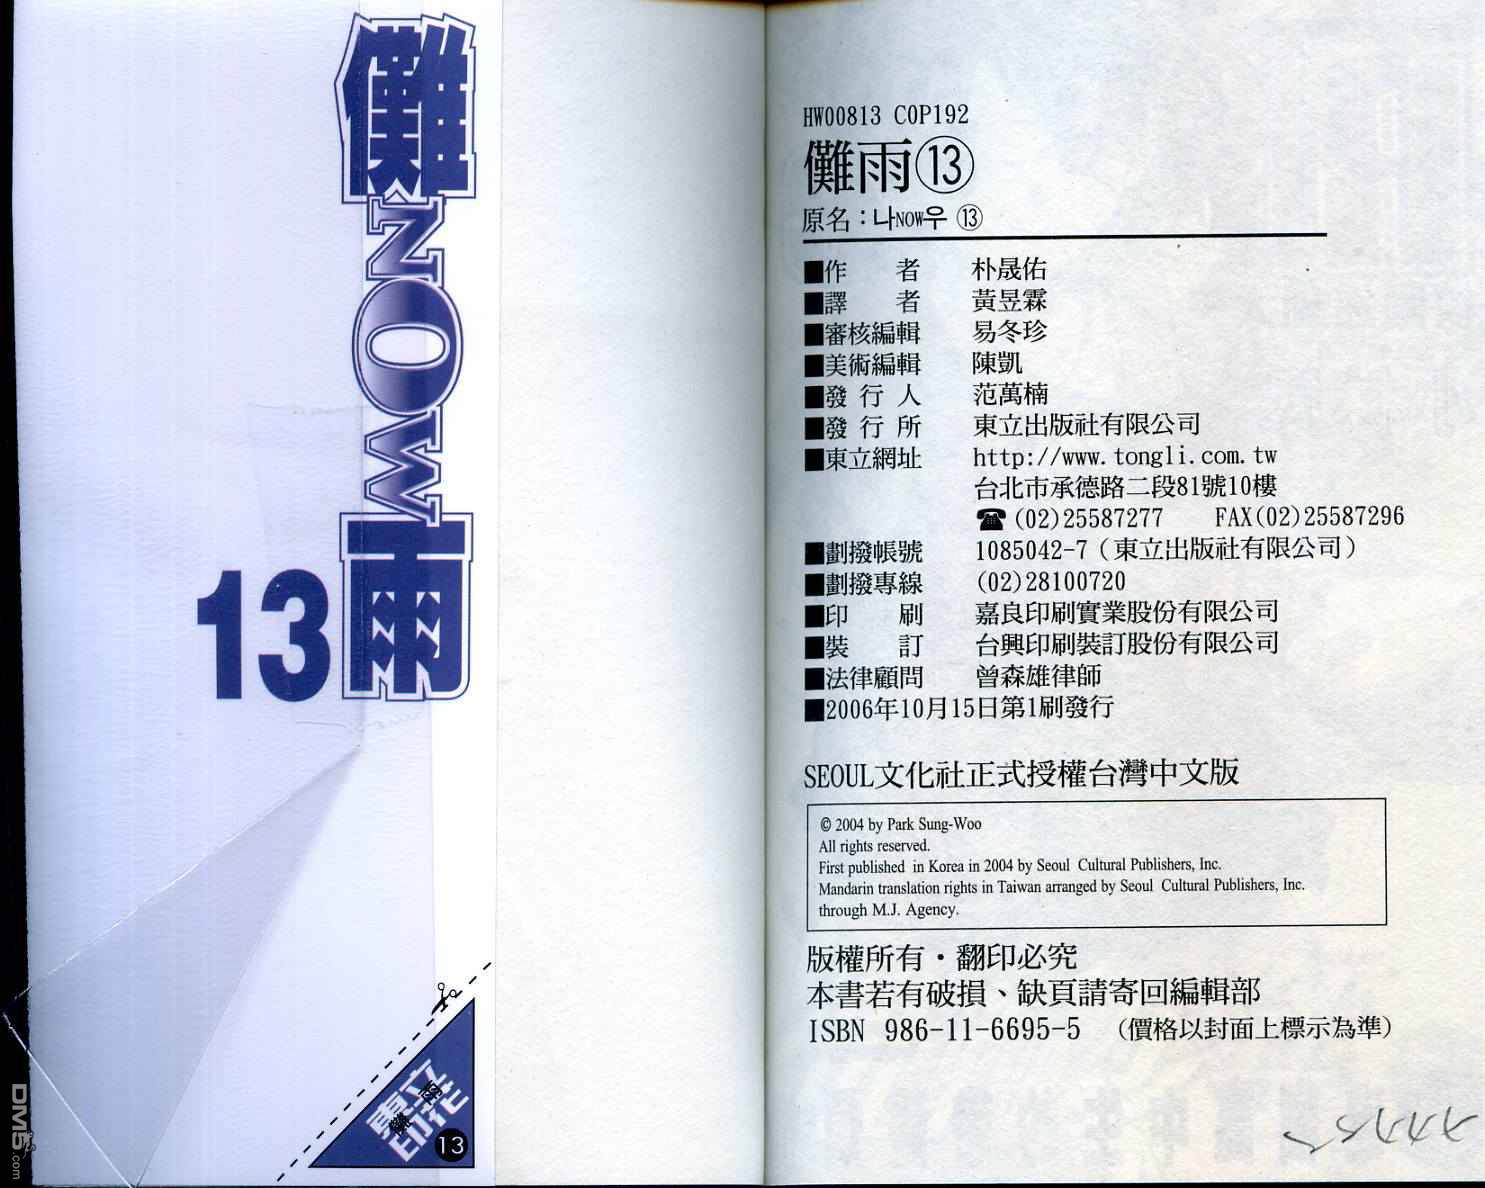 儺
NOW
雨
13
東立
印花
儺雨
13
DM5.com
HW00813 C0P192
儺雨⑬
原名：나NOW우 ⑬
■作者 朴晟佑
■譯者 黃昱霖
■審核編輯 易冬珍
■美術編輯 陳凱
■發行人 范萬楠
■發行所 東立出版社有限公司
■東立網址 http://www.tongli.com.tw
台北市承德路二段81號10樓
☎(02)25587277 FAX(02)25587296
■劃撥帳號 1085042-7（東立出版社有限公司）
■劃撥專線 (02)28100720
■印刷 嘉良印刷實業股份有限公司
■裝訂 台興印刷裝訂股份有限公司
■法律顧問 曾森雄律師
■2006年10月15日第1刷發行
SEOUL文化社正式授權台灣中文版
© 2004 by Park Sung-Woo
All rights reserved.
First published in Korea in 2004 by Seoul Cultural Publishers, Inc.
Mandarin translation rights in Taiwan arranged by Seoul Cultural Publishers, Inc.
through M.J. Agency.
版權所有・翻印必究
本書若有破損、缺頁請寄回編輯部
ISBN 986-11-6695-5 （價格以封面上標示為準）